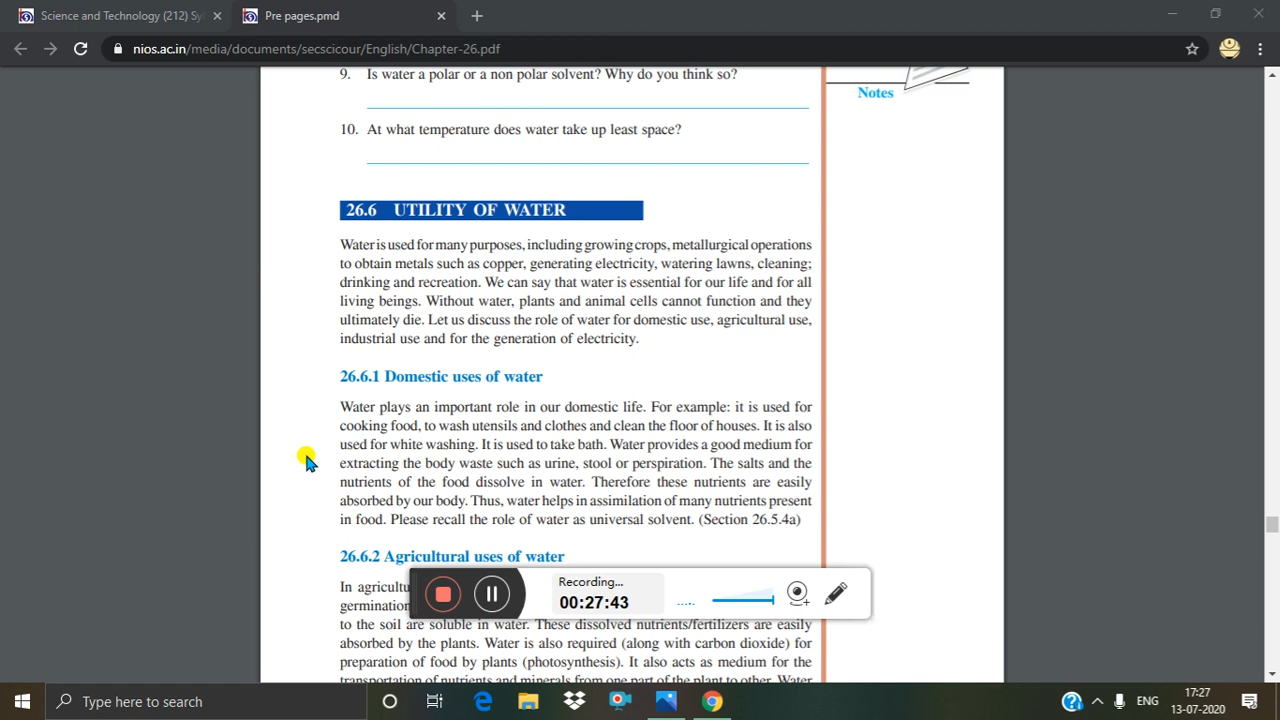 Science and Technology (212) Sy
Pre pages.pmd
nios.ac.in/media/documents/secscicour/English/Chapter-26.pdf
9. Is water a polar or a non polar solvent? Why do you think so?
Notes
10. At what temperature does water take up least space?
26.6 UTILITY OF WATER
Water is used for many purposes, including growing crops, metallurgical operations
to obtain metals such as copper, generating electricity, watering lawns, cleaning;
drinking and recreation. We can say that water is essential for our life and for all
living beings. Without water, plants and animal cells cannot function and they
ultimately die. Let us discuss the role of water for domestic use, agricultural use,
industrial use and for the generation of electricity.
26.6.1 Domestic uses of water
Water plays an important role in our domestic life. For example: it is used for
cooking food, to wash utensils and clothes and clean the floor of houses. It is also
used for white washing. It is used to take bath. Water provides a good medium for
extracting the body waste such as urine, stool or perspiration. The salts and the
nutrients of the food dissolve in water. Therefore these nutrients are easily
absorbed by our body. Thus, water helps in assimilation of many nutrients present
in food. Please recall the role of water as universal solvent. (Section 26.5.4a)
26.6.2 Agricultural uses of water
In agricultu
germination
Recording...
00:27:43
to the soil are soluble in water. These dissolved nutrients/fertilizers are easily
absorbed by the plants. Water is also required (along with carbon dioxide) for
preparation of food by plants (photosynthesis). It also acts as medium for the
transportation of nutrients and minerals from one part of the plant to other. Water
Type here to search
ENG
17:27
13-07-2020